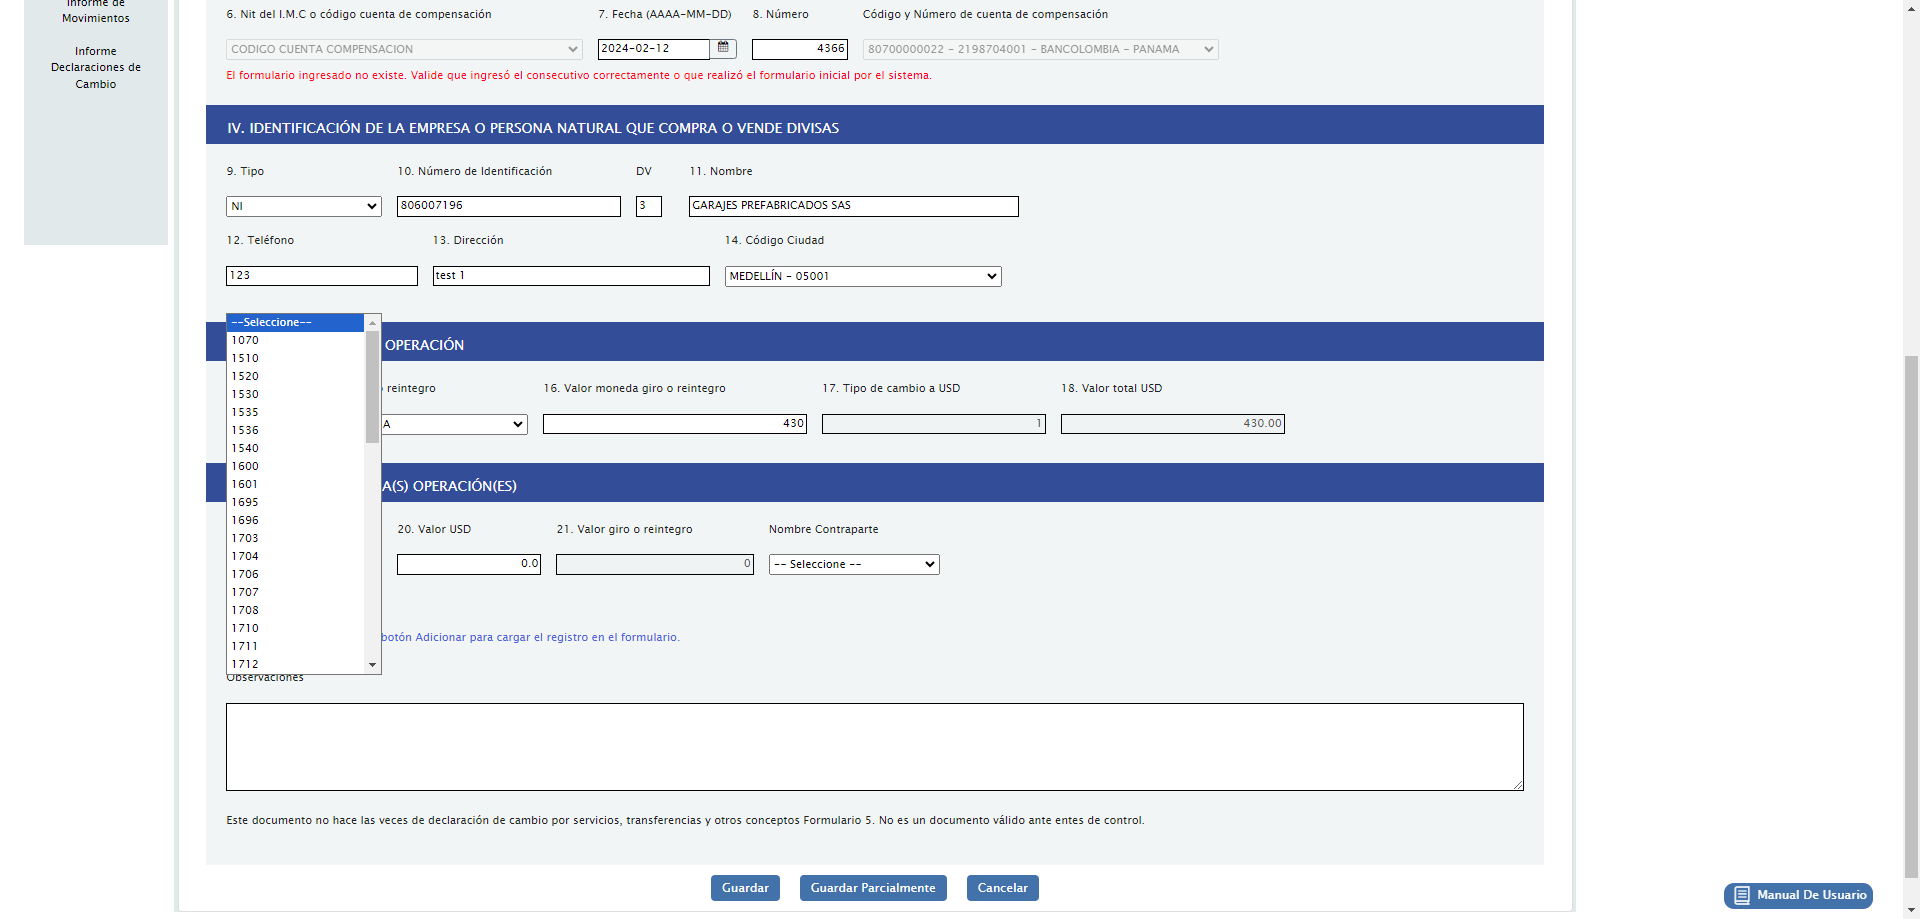 Informe de
Movimientos
Informe
Declaraciones de
Cambio
6. Nit del I.M.C o código cuenta de compensación
7. Fecha (AAAA-MM-DD)
8. Número
Código y Número de cuenta de compensación
CODIGO CUENTA COMPENSACION
2024-02-12
4366
80700000022 - 2198704001 - BANCOLOMBIA - PANAMA
El formulario ingresado no existe. Valide que ingresó el consecutivo correctamente o que realizó el formulario inicial por el sistema.
IV. IDENTIFICACIÓN DE LA EMPRESA O PERSONA NATURAL QUE COMPRA O VENDE DIVISAS
9. Tipo
10. Número de Identificación
DV
11. Nombre
NI
806007196
3
GARAJES PREFABRICADOS SAS
12. Teléfono
13. Dirección
14. Código Ciudad
123
test 1
MEDELLÍN - 05001
--Seleccione--
1070
1510
1520
1530
1535
1536
1540
1600
1601
1695
1696
1703
1704
1706
1707
1708
1710
1711
1712
OPERACIÓN
reintegro
16. Valor moneda giro o reintegro
17. Tipo de cambio a USD
18. Valor total USD
A
430
1
430.00
A(S) OPERACIÓN(ES)
20. Valor USD
21. Valor giro o reintegro
Nombre Contraparte
0.0
0
-- Seleccione --
botón Adicionar para cargar el registro en el formulario.
Observaciones
Este documento no hace las veces de declaración de cambio por servicios, transferencias y otros conceptos Formulario 5. No es un documento válido ante entes de control.
Guardar
Guardar Parcialmente
Cancelar
Manual De Usuario